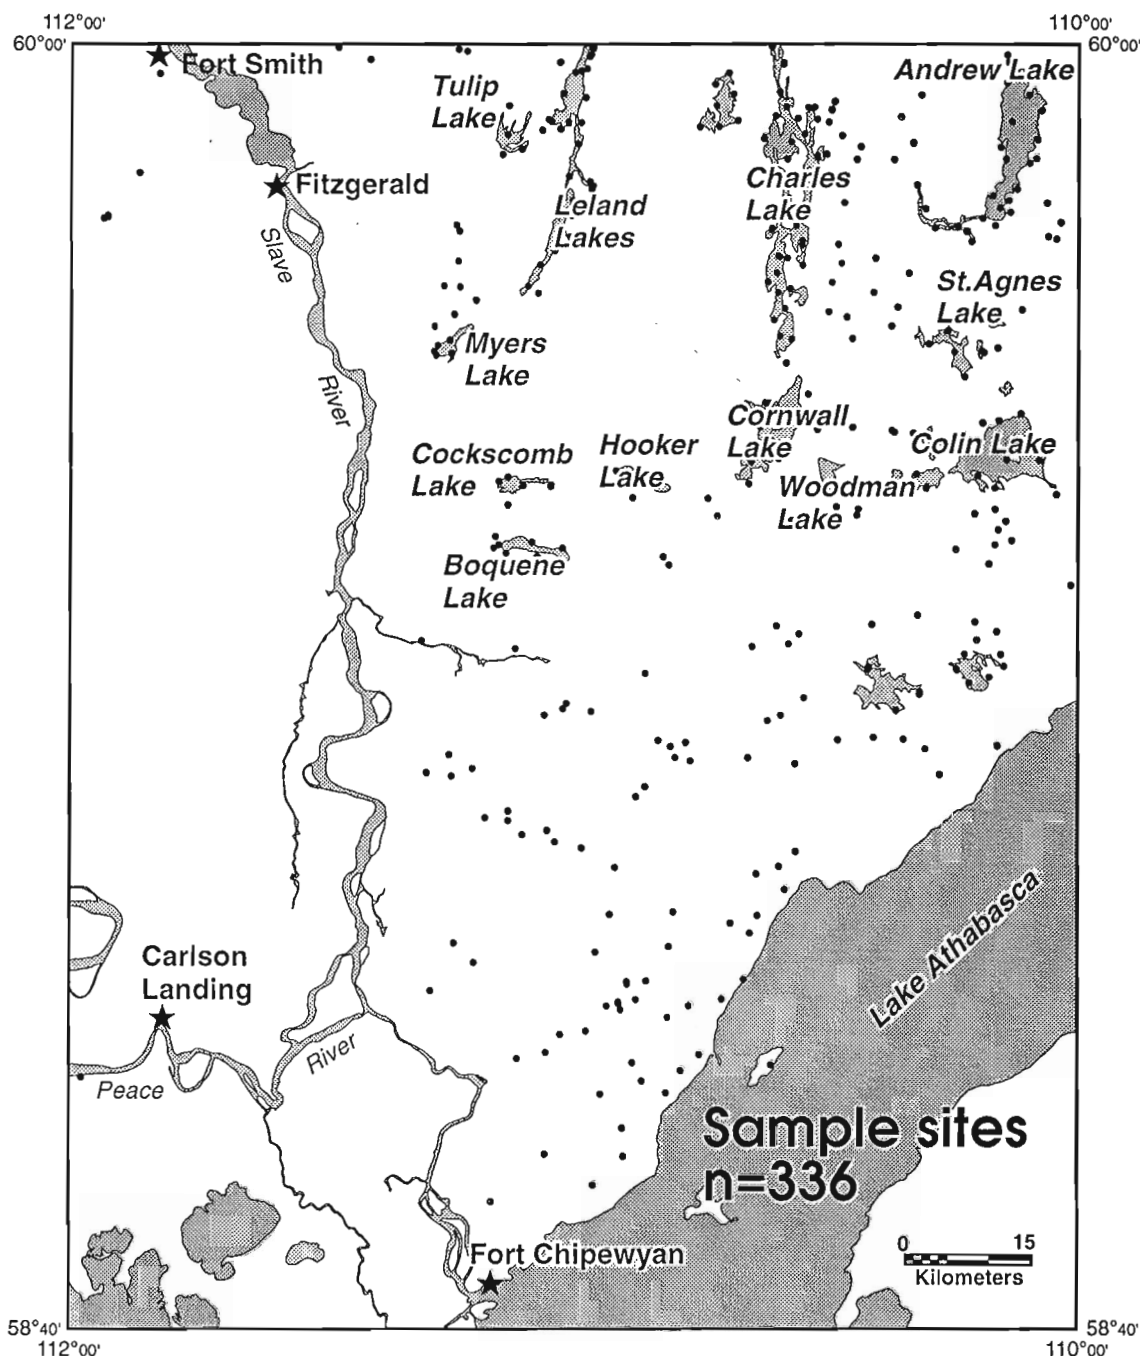 112°00'
110°00'
60°00'
60°00'
Fort Smith
Andrew Lake
Tulip
Lake
Fitzgerald
Charles
Lake
Leland
Lakes
Slave
St.Agnes
Lake
Myers
Lake
River
Cornwall
Lake
Hooker
Lake
Colin Lake
Cockscomb
Lake
Woodman
Lake
Boquene
Lake
Lake Athabasca
Carlson
Landing
River
Peace
Sample sites
n=336
Fort Chipewyan
0 15
Kilometers
58°40'
58°40'
112°00'
110°00'